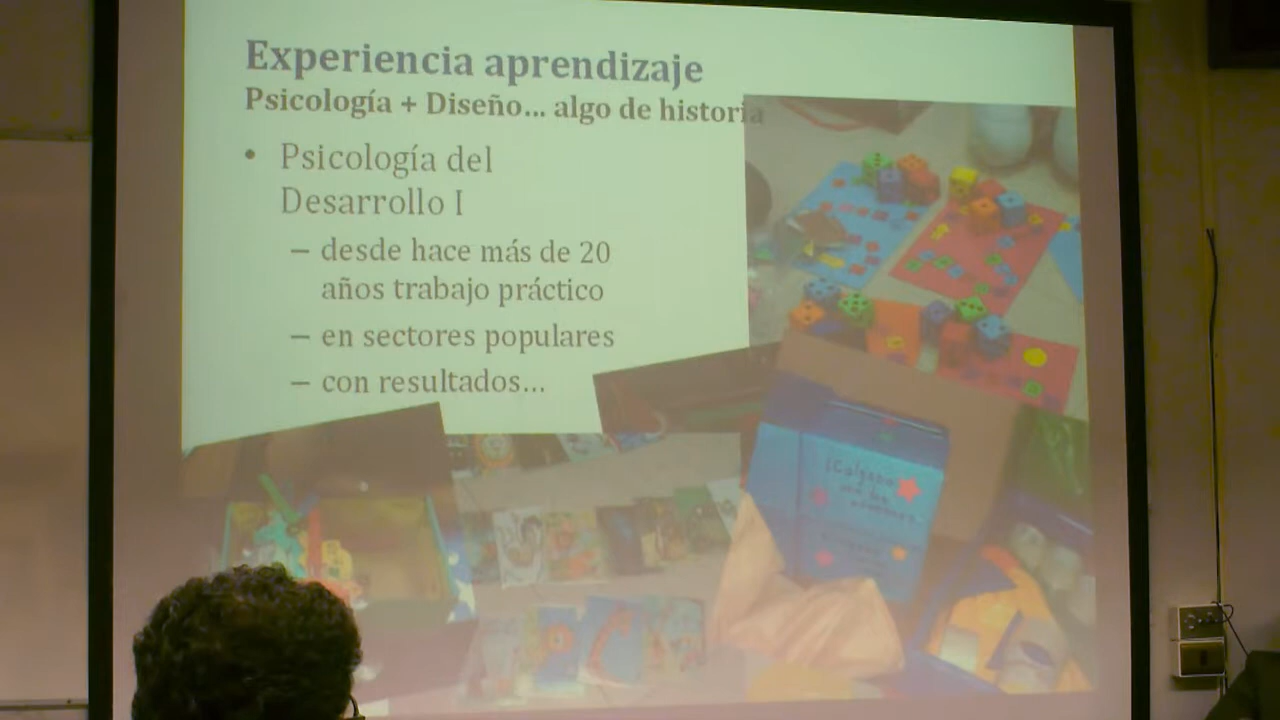 Experiencia aprendizaje
Psicología + Diseño... algo de historia
• Psicología del
Desarrollo I
– desde hace más de 20
años trabajo práctico
– en sectores populares
– con resultados...